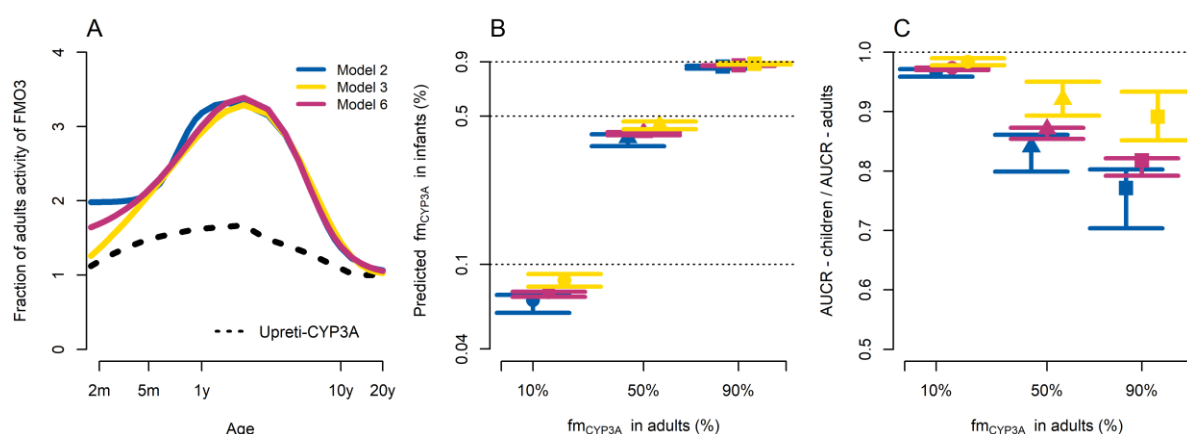 A
Fraction of adults activity of FMO3
4
3
2
1
0
Model 2
Model 3
Model 6
Upreti-CYP3A
2m 5m 1y 10y 20y
Age
B
Predicted fmCYP3A in infants (%)
0.9
0.5
0.1
0.04
10% 50% 90%
fmCYP3A in adults (%)
C
AUCR - children / AUCR - adults
1.0
0.9
0.8
0.7
0.6
0.5
10% 50% 90%
fmCYP3A in adults (%)